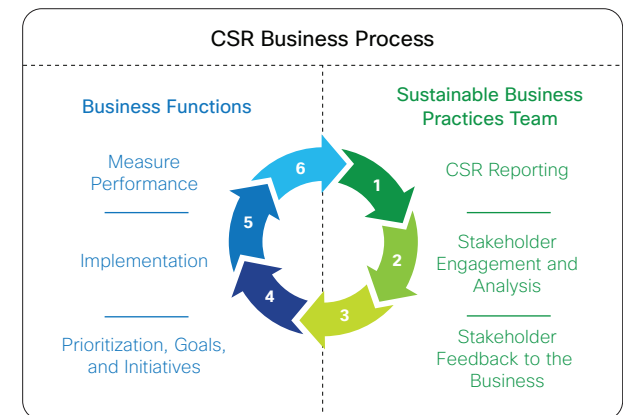 CSR Business Process
Business Functions
Measure
Performance
Implementation
Prioritization, Goals,
and Initiatives
Sustainable Business
Practices Team
CSR Reporting
Stakeholder
Engagement and
Analysis
Stakeholder
Feedback to the
Business
1
2
3
4
5
6